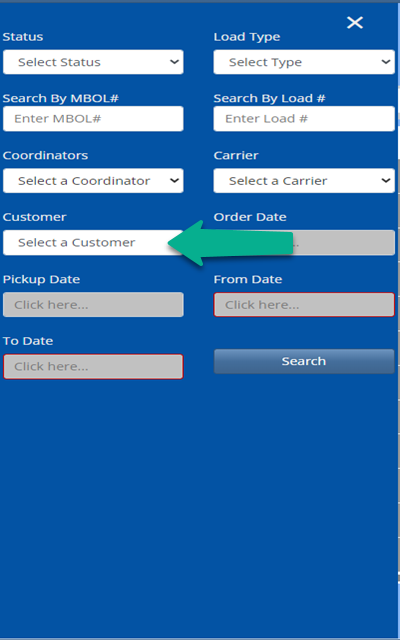 Status
Load Type
Select Status
Select Type
Search By MBOL#
Search By Load #
Enter MBOL#
Enter Load #
Coordinators
Carrier
Select a Coordinator
Select a Carrier
Customer
Order Date
Select a Customer
Pickup Date
From Date
Click here...
Click here...
To Date
Click here...
Search